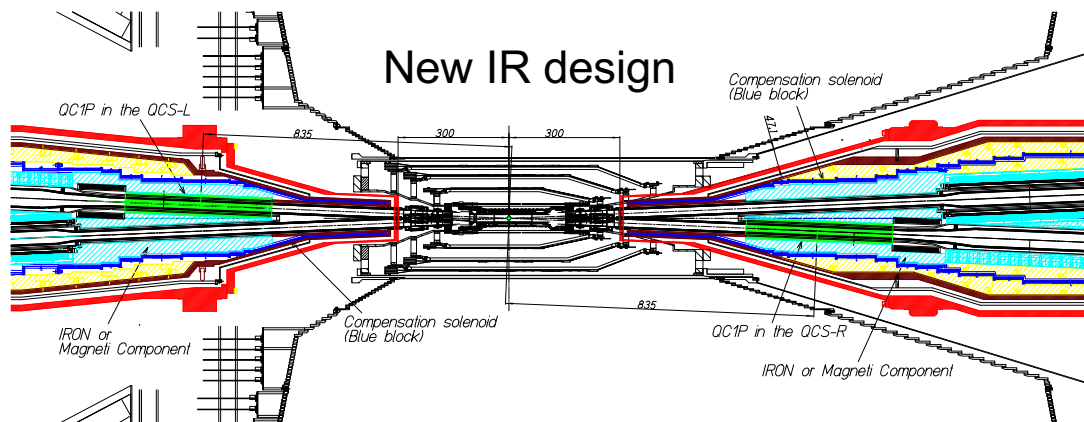 New IR design
Compensation solenoid
(Blue block)
QC1P in the QCS-L
471
835
300
300
835
IRON or
Magneti Component
Compensation solenoid
(Blue block)
QC1P in the QCS-R
IRON or Magneti Component